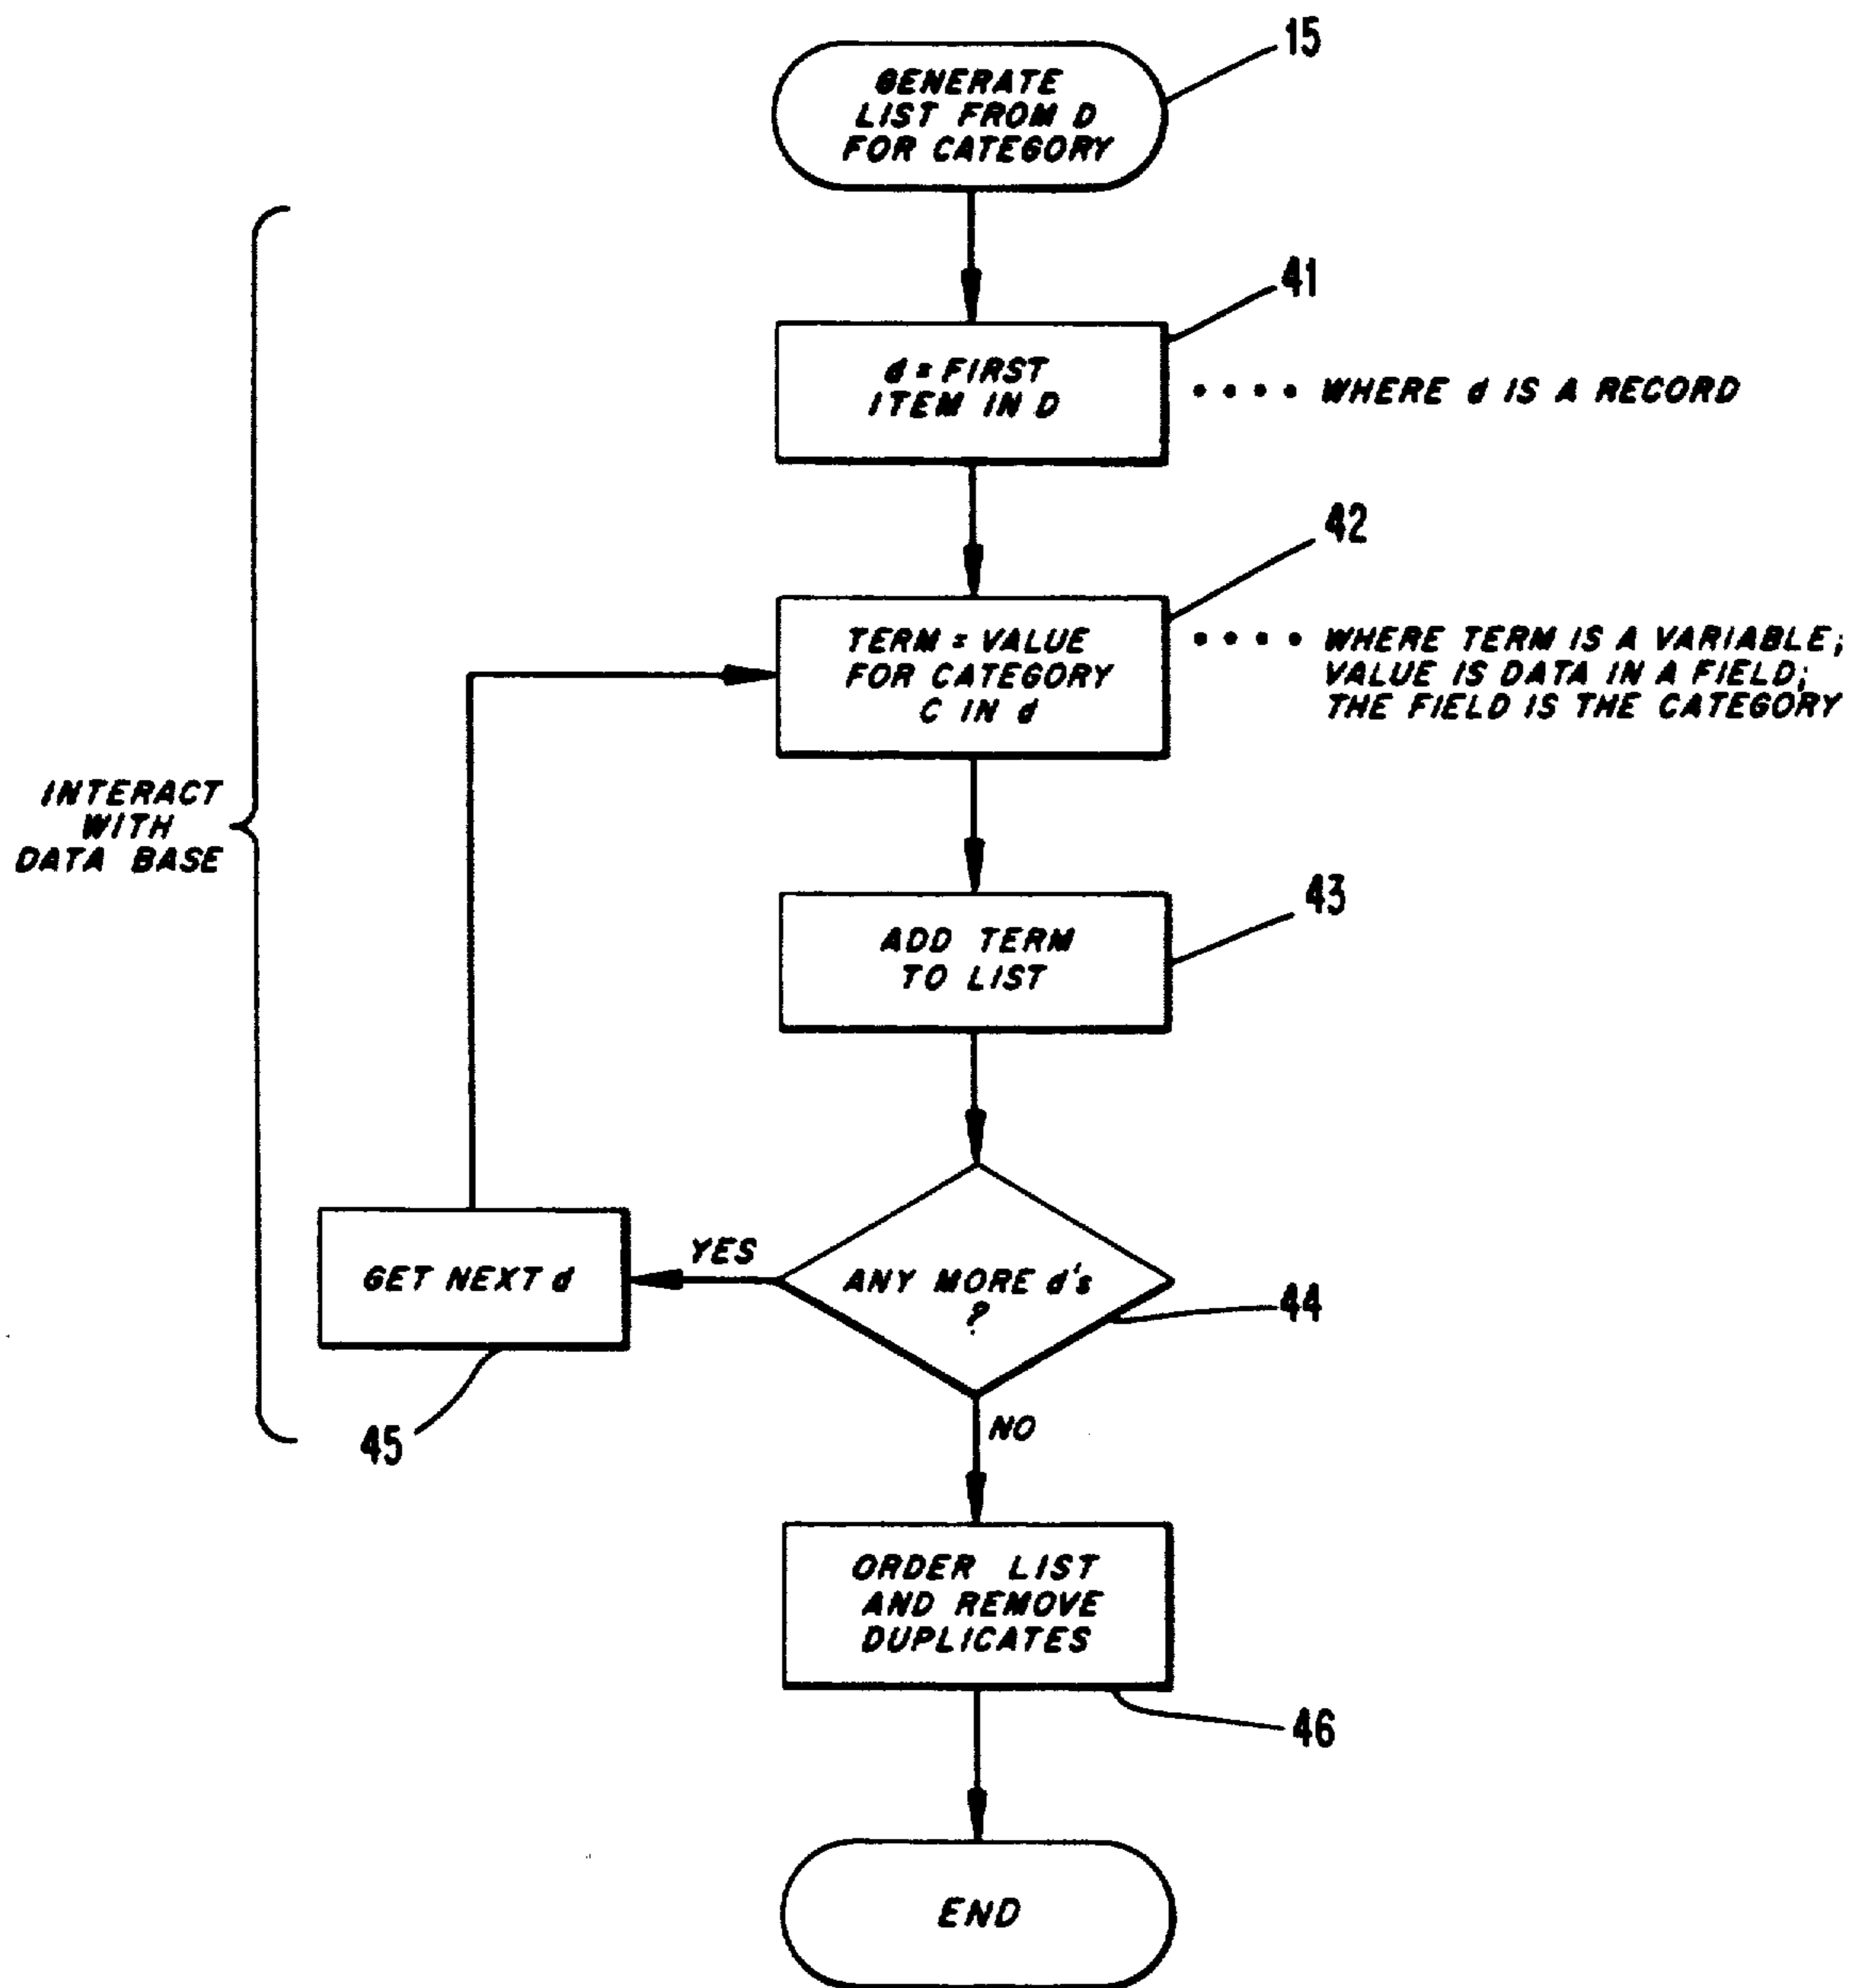 15
GENERATE
LIST FROM D
FOR CATEGORY
41
d = FIRST
ITEM IN D
•••• WHERE d IS A RECORD
42
TERM = VALUE
FOR CATEGORY
C IN d
•••• WHERE TERM IS A VARIABLE;
VALUE IS DATA IN A FIELD;
THE FIELD IS THE CATEGORY
INTERACT
WITH
DATA BASE
43
ADD TERM
TO LIST
ANY MORE d's
?
44
YES
GET NEXT d
45
NO
ORDER LIST
AND REMOVE
DUPLICATES
46
END